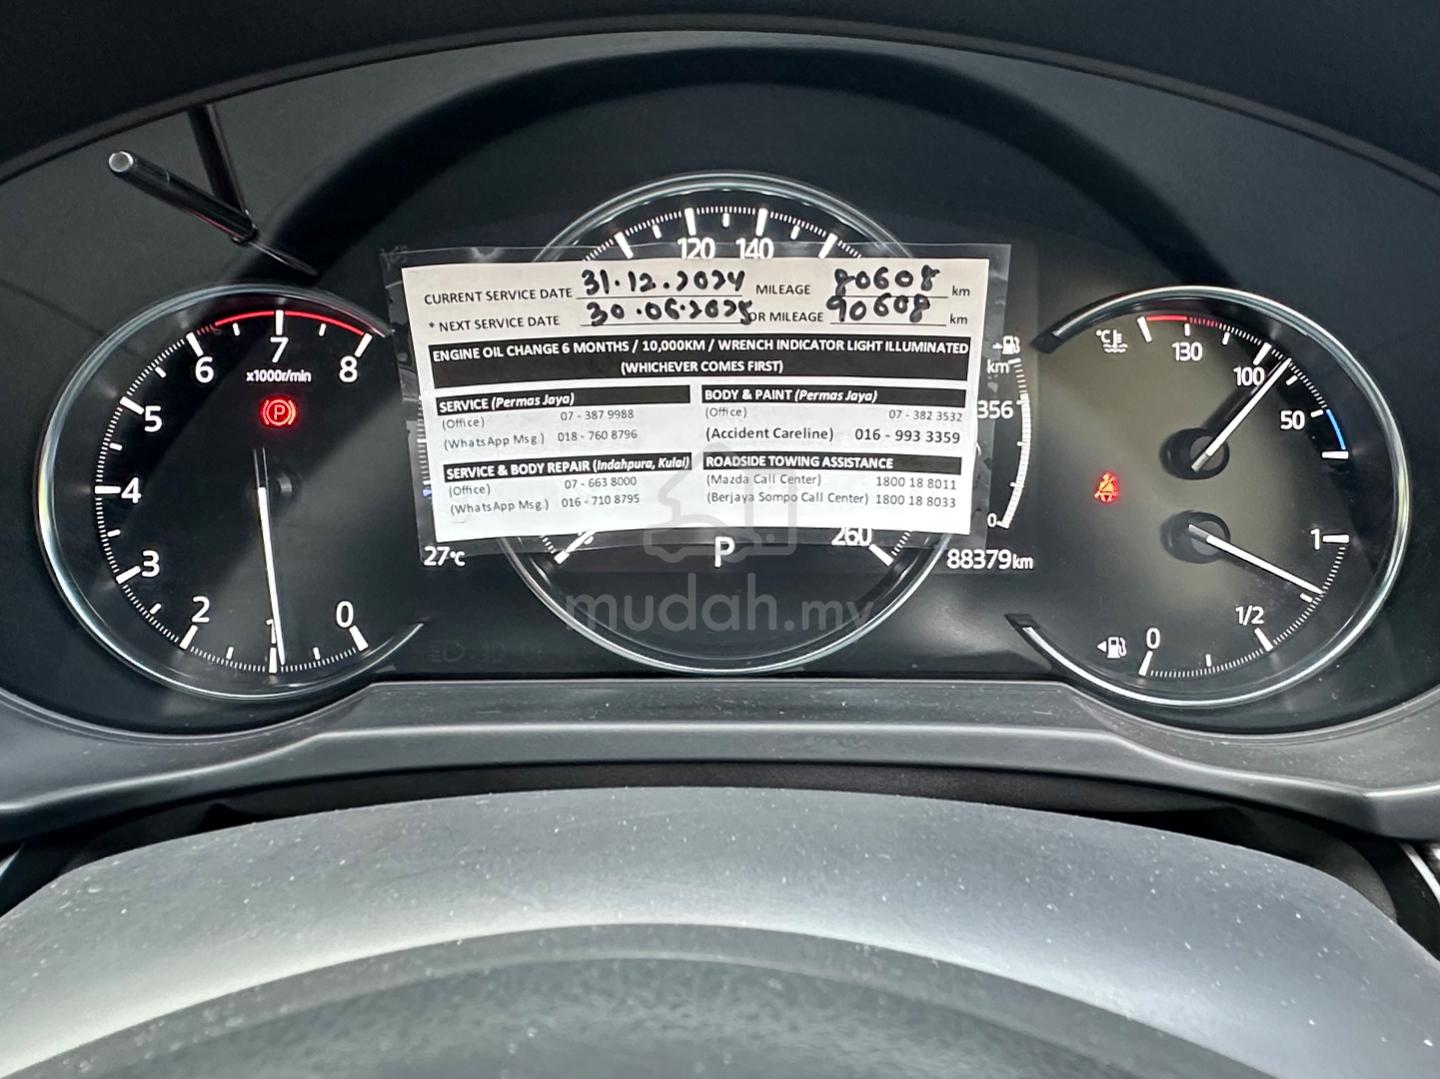 120 140
CURRENT SERVICE DATE 31.12.2024 MILEAGE 80608 km
* NEXT SERVICE DATE 30.06.2025 OR MILEAGE 90608 km
ENGINE OIL CHANGE 6 MONTHS / 10,000KM / WRENCH INDICATOR LIGHT ILLUMINATED
(WHICHEVER COMES FIRST)
SERVICE (Permas Jaya)
(Office) 07 - 387 9988
(WhatsApp Msg.) 018 - 760 8796
BODY & PAINT (Permas Jaya)
(Office) 07 - 382 3532
(Accident Careline) 016 - 993 3359
SERVICE & BODY REPAIR (Indahpura, Kulai)
(Office) 07 - 663 8000
(WhatsApp Msg.) 016 - 710 8795
ROADSIDE TOWING ASSISTANCE
(Mazda Call Center) 1800 18 8011
(Berjaya Sompo Call Center) 1800 18 8033
6 7 8
x1000r/min
P
5
4
3
2
1
0
km
356
0
27°C
P
260
88379km
mudah.my
°C
130
100
50
1
1/2
0